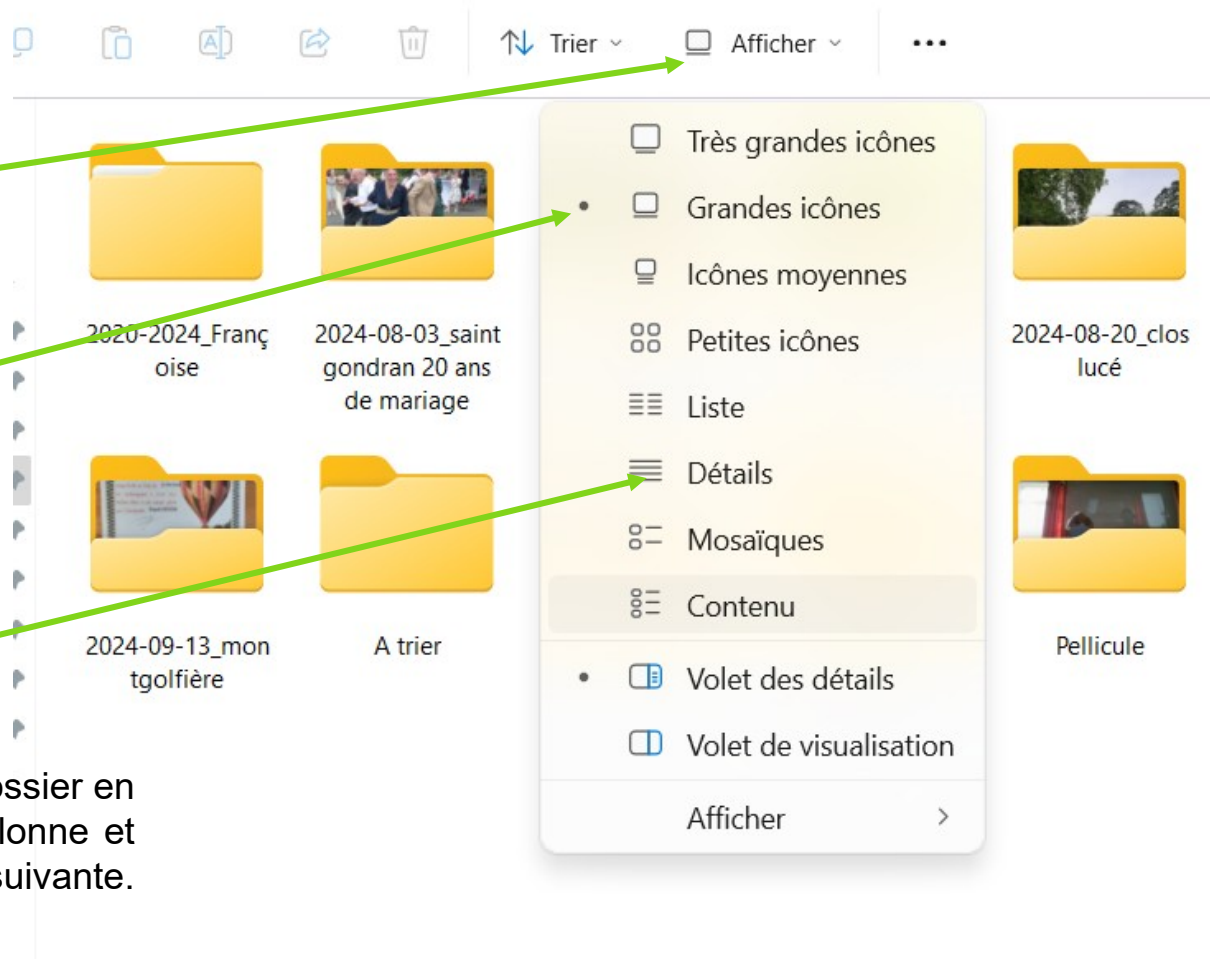 Trier
Afficher
Très grandes icônes
Grandes icônes
Icônes moyennes
Petites icônes
Liste
Détails
Mosaïques
Contenu
Volet des détails
Volet de visualisation
Afficher
2020-2024_Franç
oise
2024-08-03_saint
gondran 20 ans
de mariage
2024-08-20_clos
lucé
2024-09-13_mon
tgolfière
A trier
Pellicule
ossier en
lonne et
suivante.